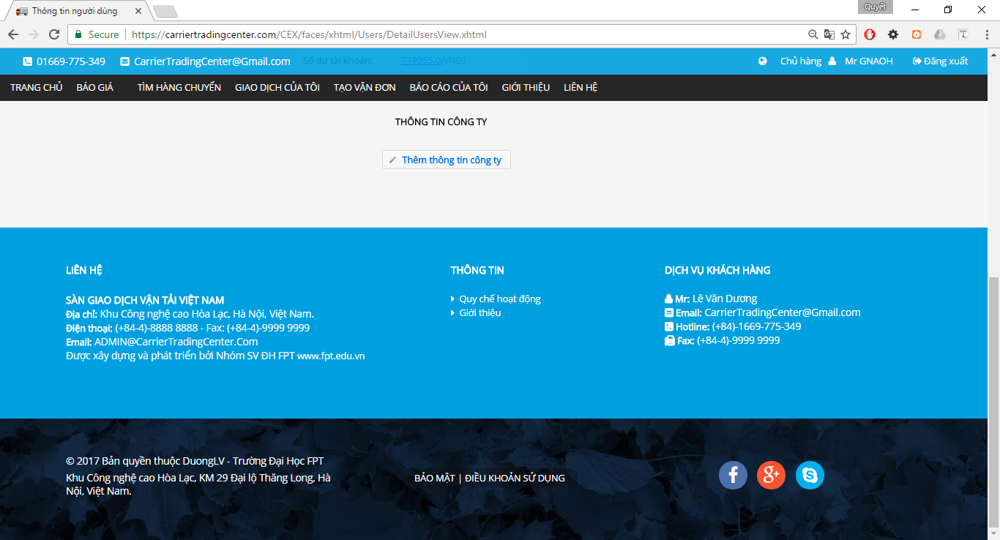 Thông tin người dùng
Quyết
Secure
https://carriertradingcenter.com/CEX/faces/xhtml/Users/DetailUsersView.xhtml
01669-775-349 CarrierTradingCenter@Gmail.com Số dư tài khoản: 719955.0(VNĐ) Chủ hàng Mr GNAOH Đăng xuất
TRANG CHỦ BÁO GIÁ TÌM HÀNG CHUYỂN GIAO DỊCH CỦA TÔI TẠO VẬN ĐƠN BÁO CÁO CỦA TÔI GIỚI THIỆU LIÊN HỆ
THÔNG TIN CÔNG TY
Thêm thông tin công ty
LIÊN HỆ
SÀN GIAO DỊCH VẬN TẢI VIỆT NAM
Địa chỉ: Khu Công nghệ cao Hòa Lạc, Hà Nội, Việt Nam.
Điện thoại: (+84-4)-8888 8888 - Fax: (+84-4)-9999 9999
Email: ADMIN@CarrierTradingCenter.Com
Được xây dựng và phát triển bởi Nhóm SV ĐH FPT www.fpt.edu.vn
THÔNG TIN
Quy chế hoạt động
Giới thiệu
DỊCH VỤ KHÁCH HÀNG
Mr: Lê Văn Dương
Email: CarrierTradingCenter@Gmail.com
Hotline: (+84)-1669-775-349
Fax: (+84-4)-9999 9999
© 2017 Bản quyền thuộc DuongLV - Trường Đại Học FPT
Khu Công nghệ cao Hòa Lạc, KM 29 Đại lộ Thăng Long, Hà
Nội, Việt Nam.
BẢO MẬT | ĐIỀU KHOẢN SỬ DỤNG